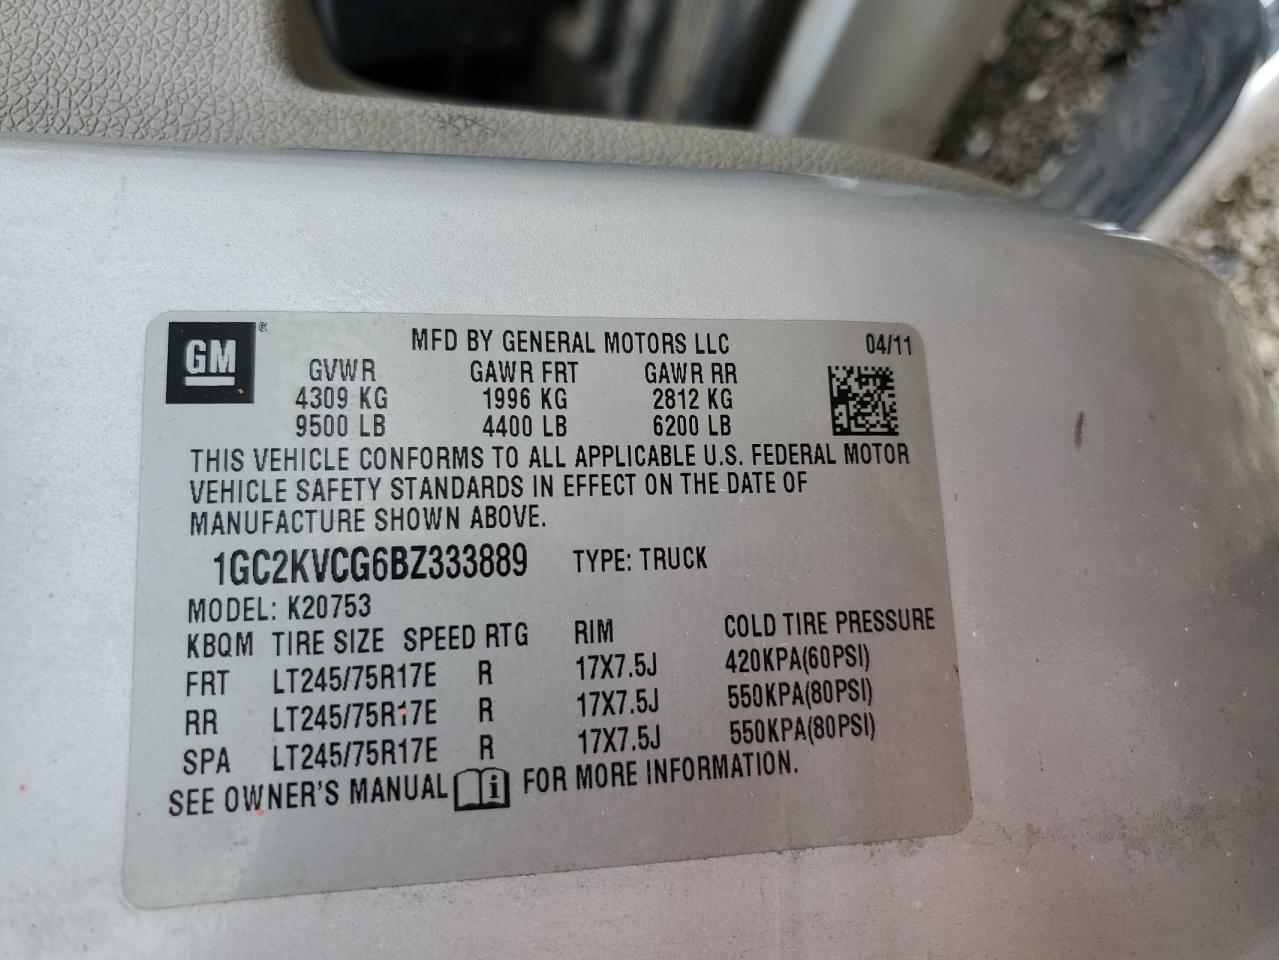 GM ®
MFD BY GENERAL MOTORS LLC 04/11
GVWR GAWR FRT GAWR RR
4309 KG 1996 KG 2812 KG
9500 LB 4400 LB 6200 LB
THIS VEHICLE CONFORMS TO ALL APPLICABLE U.S. FEDERAL MOTOR
VEHICLE SAFETY STANDARDS IN EFFECT ON THE DATE OF
MANUFACTURE SHOWN ABOVE.
1GC2KVCG6BZ333889 TYPE: TRUCK
MODEL: K20753
KBQM TIRE SIZE SPEED RTG RIM COLD TIRE PRESSURE
FRT LT245/75R17E R 17X7.5J 420KPA(60PSI)
RR LT245/75R17E R 17X7.5J 550KPA(80PSI)
SPA LT245/75R17E R 17X7.5J 550KPA(80PSI)
SEE OWNER'S MANUAL i FOR MORE INFORMATION.